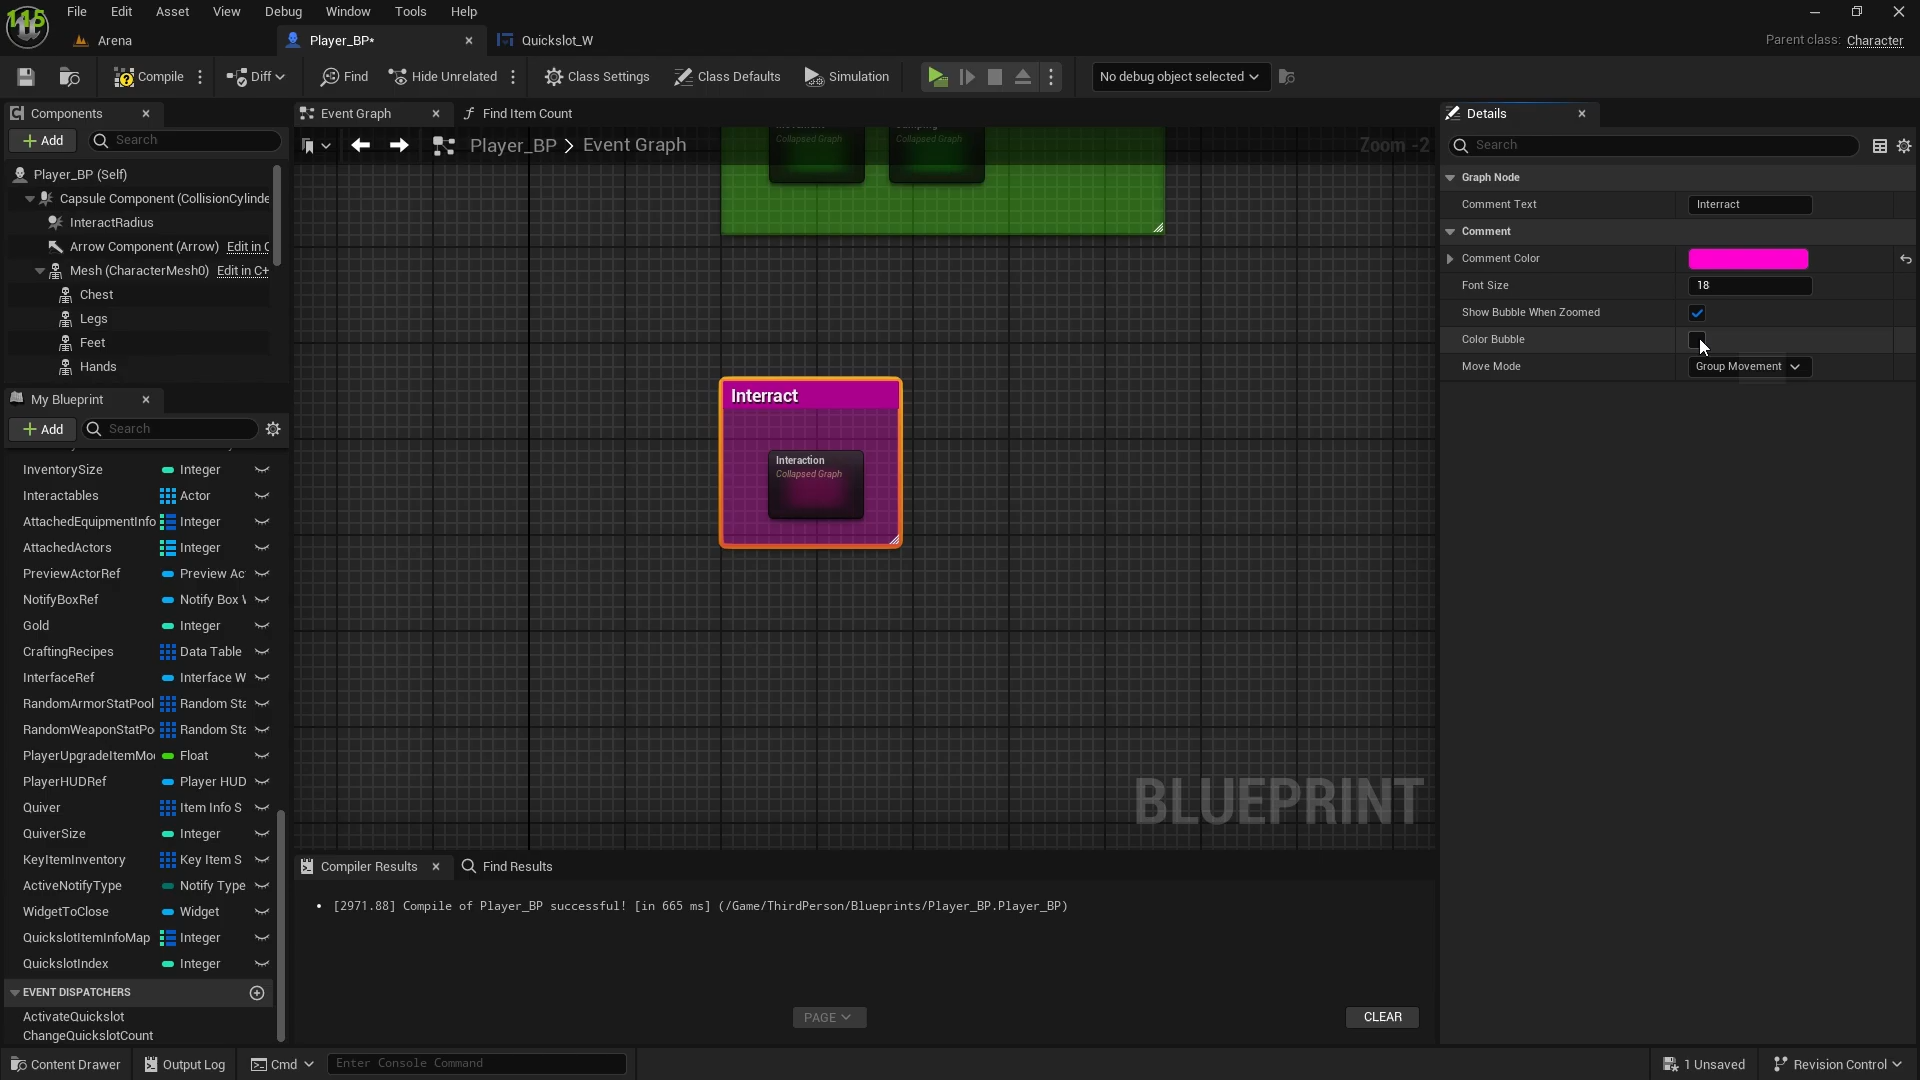 115
File Edit Asset View Debug Window Tools Help
Arena
Player_BP*
Quickslot_W
Parent class: Character
Compile
Diff
Find
Hide Unrelated
Class Settings
Class Defaults
Simulation
No debug object selected
Components
Event Graph
Find Item Count
Details
Add
Search
Player_BP > Event Graph
Zoom -2
Search
Collapsed Graph
Collapsed Graph
Player_BP (Self)
Capsule Component (CollisionCylinde
InteractRadius
Arrow Component (Arrow) Edit in C
Mesh (CharacterMesh0) Edit in C+
Chest
Legs
Feet
Hands
Graph Node
Comment Text
Interract
Comment
Comment Color
Font Size
18
Show Bubble When Zoomed
Color Bubble
Move Mode
Group Movement
Interract
Interaction
Collapsed Graph
BLUEPRINT
My Blueprint
Add
Search
InventorySize Integer
Interactables Actor
AttachedEquipmentInfo Integer
AttachedActors Integer
PreviewActorRef Preview Ac
NotifyBoxRef Notify Box
Gold Integer
CraftingRecipes Data Table
InterfaceRef Interface W
RandomArmorStatPool Random Sta
RandomWeaponStatPo Random Sta
PlayerUpgradeItemMo Float
PlayerHUDRef Player HUD
Quiver Item Info S
QuiverSize Integer
KeyItemInventory Key Item S
ActiveNotifyType Notify Type
WidgetToClose Widget
QuickslotItemInfoMap Integer
QuickslotIndex Integer
EVENT DISPATCHERS
ActivateQuickslot
ChangeQuickslotCount
Compiler Results
Find Results
• [2971.88] Compile of Player_BP successful! [in 665 ms] (/Game/ThirdPerson/Blueprints/Player_BP.Player_BP)
PAGE
CLEAR
Content Drawer
Output Log
Cmd
Enter Console Command
1 Unsaved
Revision Control